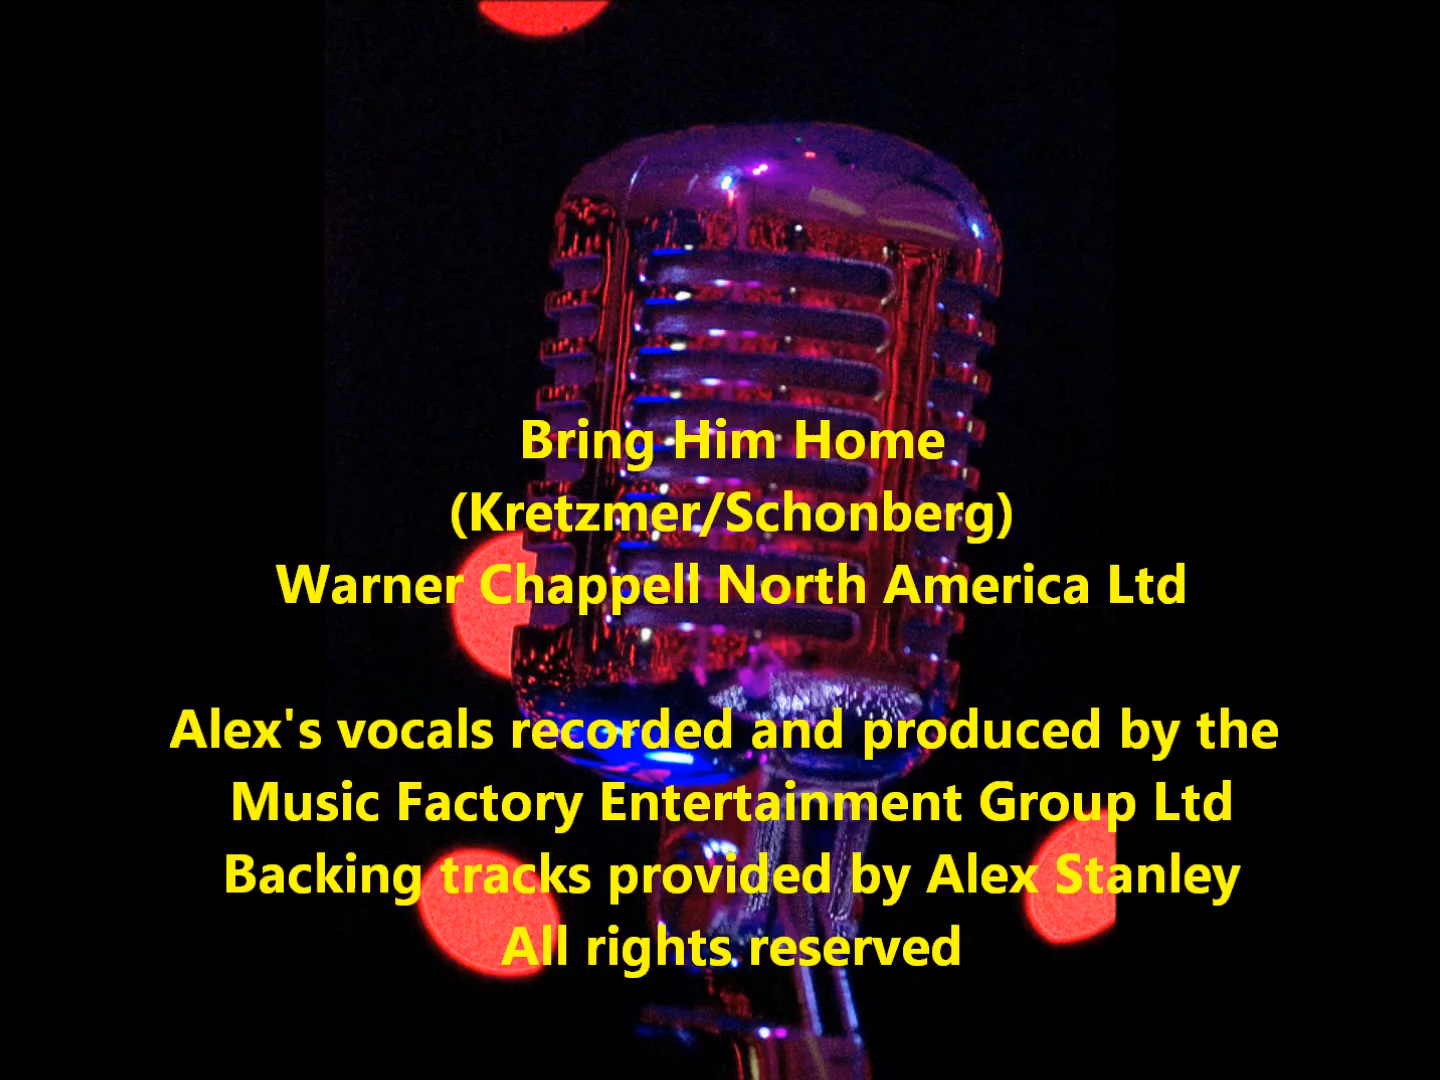 Bring Him Home
(Kretzmer/Schonberg)
Warner Chappell North America Ltd
Alex's vocals recorded and produced by the
Music Factory Entertainment Group Ltd
Backing tracks provided by Alex Stanley
All rights reserved